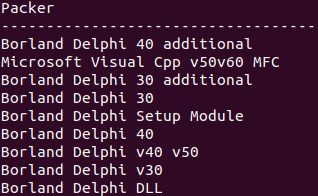 Packer
-----------------------------------
Borland Delphi 40 additional
Microsoft Visual Cpp v50v60 MFC
Borland Delphi 30 additional
Borland Delphi 30
Borland Delphi Setup Module
Borland Delphi 40
Borland Delphi v40 v50
Borland Delphi v30
Borland Delphi DLL